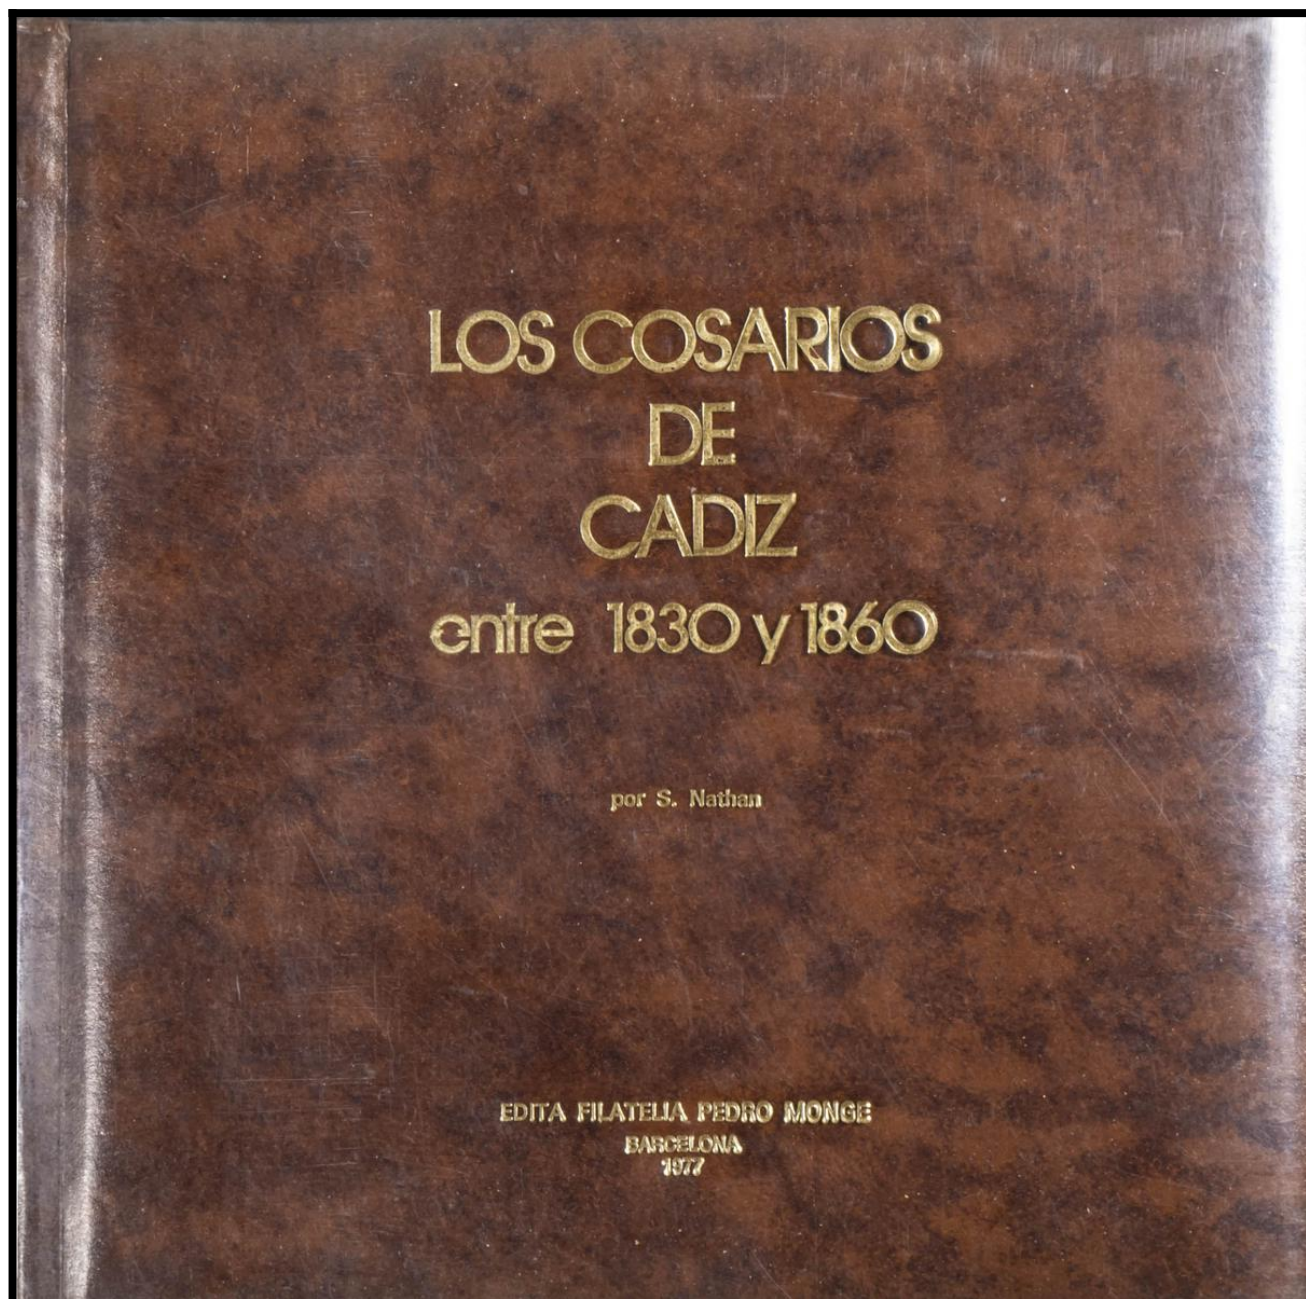 LOS COSARIOS
DE
CADIZ
entre 1830 y 1860
por S. Nathan
EDITA FILATELIA PEDRO MONGE
BARCELONA
1977